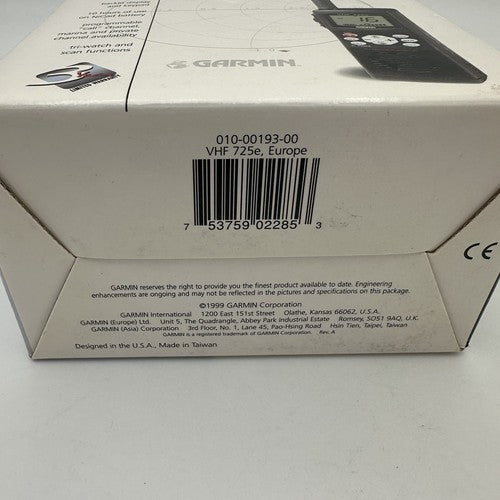 backlit display
and keypad
10 hours of use
on NiCad battery
programmable
"call" channel,
marina and private
channel availability
tri-watch and
scan functions
LIMITED WARRANTY
GARMIN
16
010-00193-00
VHF 725e, Europe
7 53759 02285 3
CE
GARMIN reserves the right to provide you the finest product available to date. Engineering
enhancements are ongoing and may not be reflected in the pictures and specifications on this package.
©1999 GARMIN Corporation
GARMIN International 1200 East 151st Street Olathe, Kansas 66062, U.S.A.
GARMIN (Europe) Ltd. Unit 5, The Quadrangle, Abbey Park Industrial Estate Romsey, SO51 9AQ, U.K.
GARMIN (Asia) Corporation 3rd Floor, No. 1, Lane 45, Pao-Hsing Road Hsin Tien, Taipei, Taiwan
GARMIN is a registered trademark of GARMIN Corporation. Rev.A
Designed in the U.S.A., Made in Taiwan